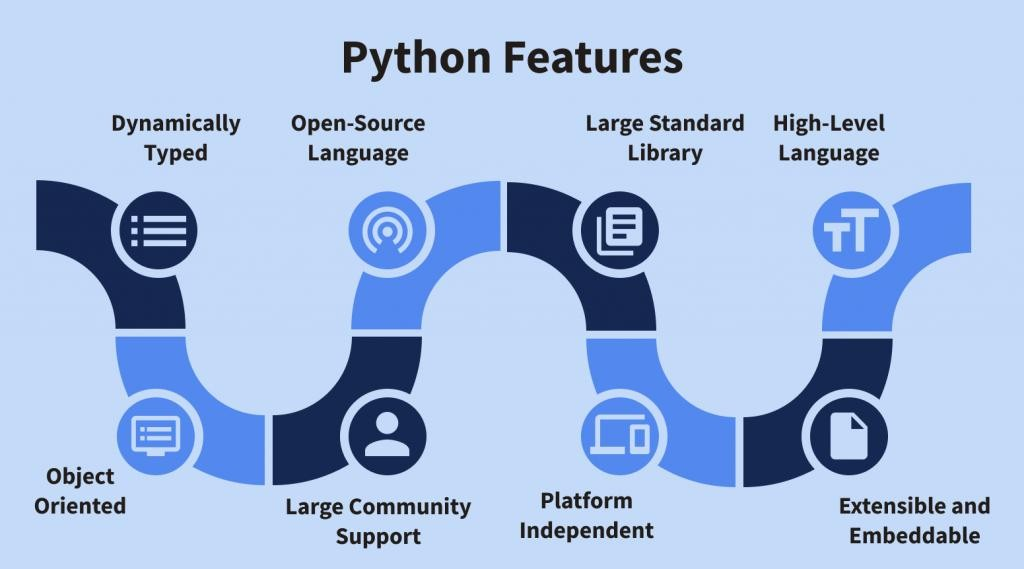 Python Features
Dynamically
Typed
Open-Source
Language
Large Standard
Library
High-Level
Language
Object
Oriented
Large Community
Support
Platform
Independent
Extensible and
Embeddable